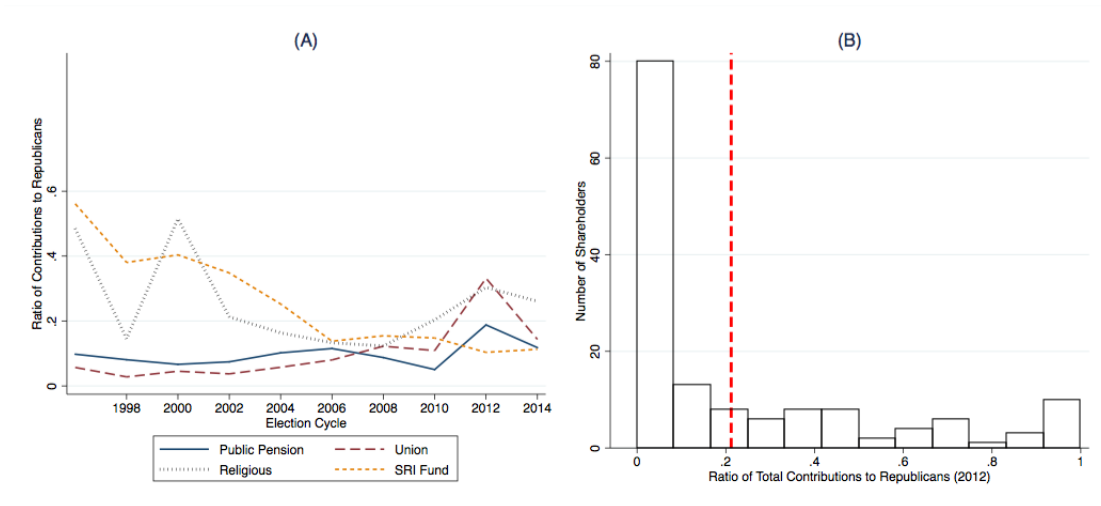 (A)
Ratio of Contributions to Republicans
.6
.4
.2
0
1998 2000 2002 2004 2006 2008 2010 2012 2014
Election Cycle
Public Pension Union
Religious SRI Fund
(B)
Number of Shareholders
80
60
40
20
0
0 .2 .4 .6 .8 1
Ratio of Total Contributions to Republicans (2012)